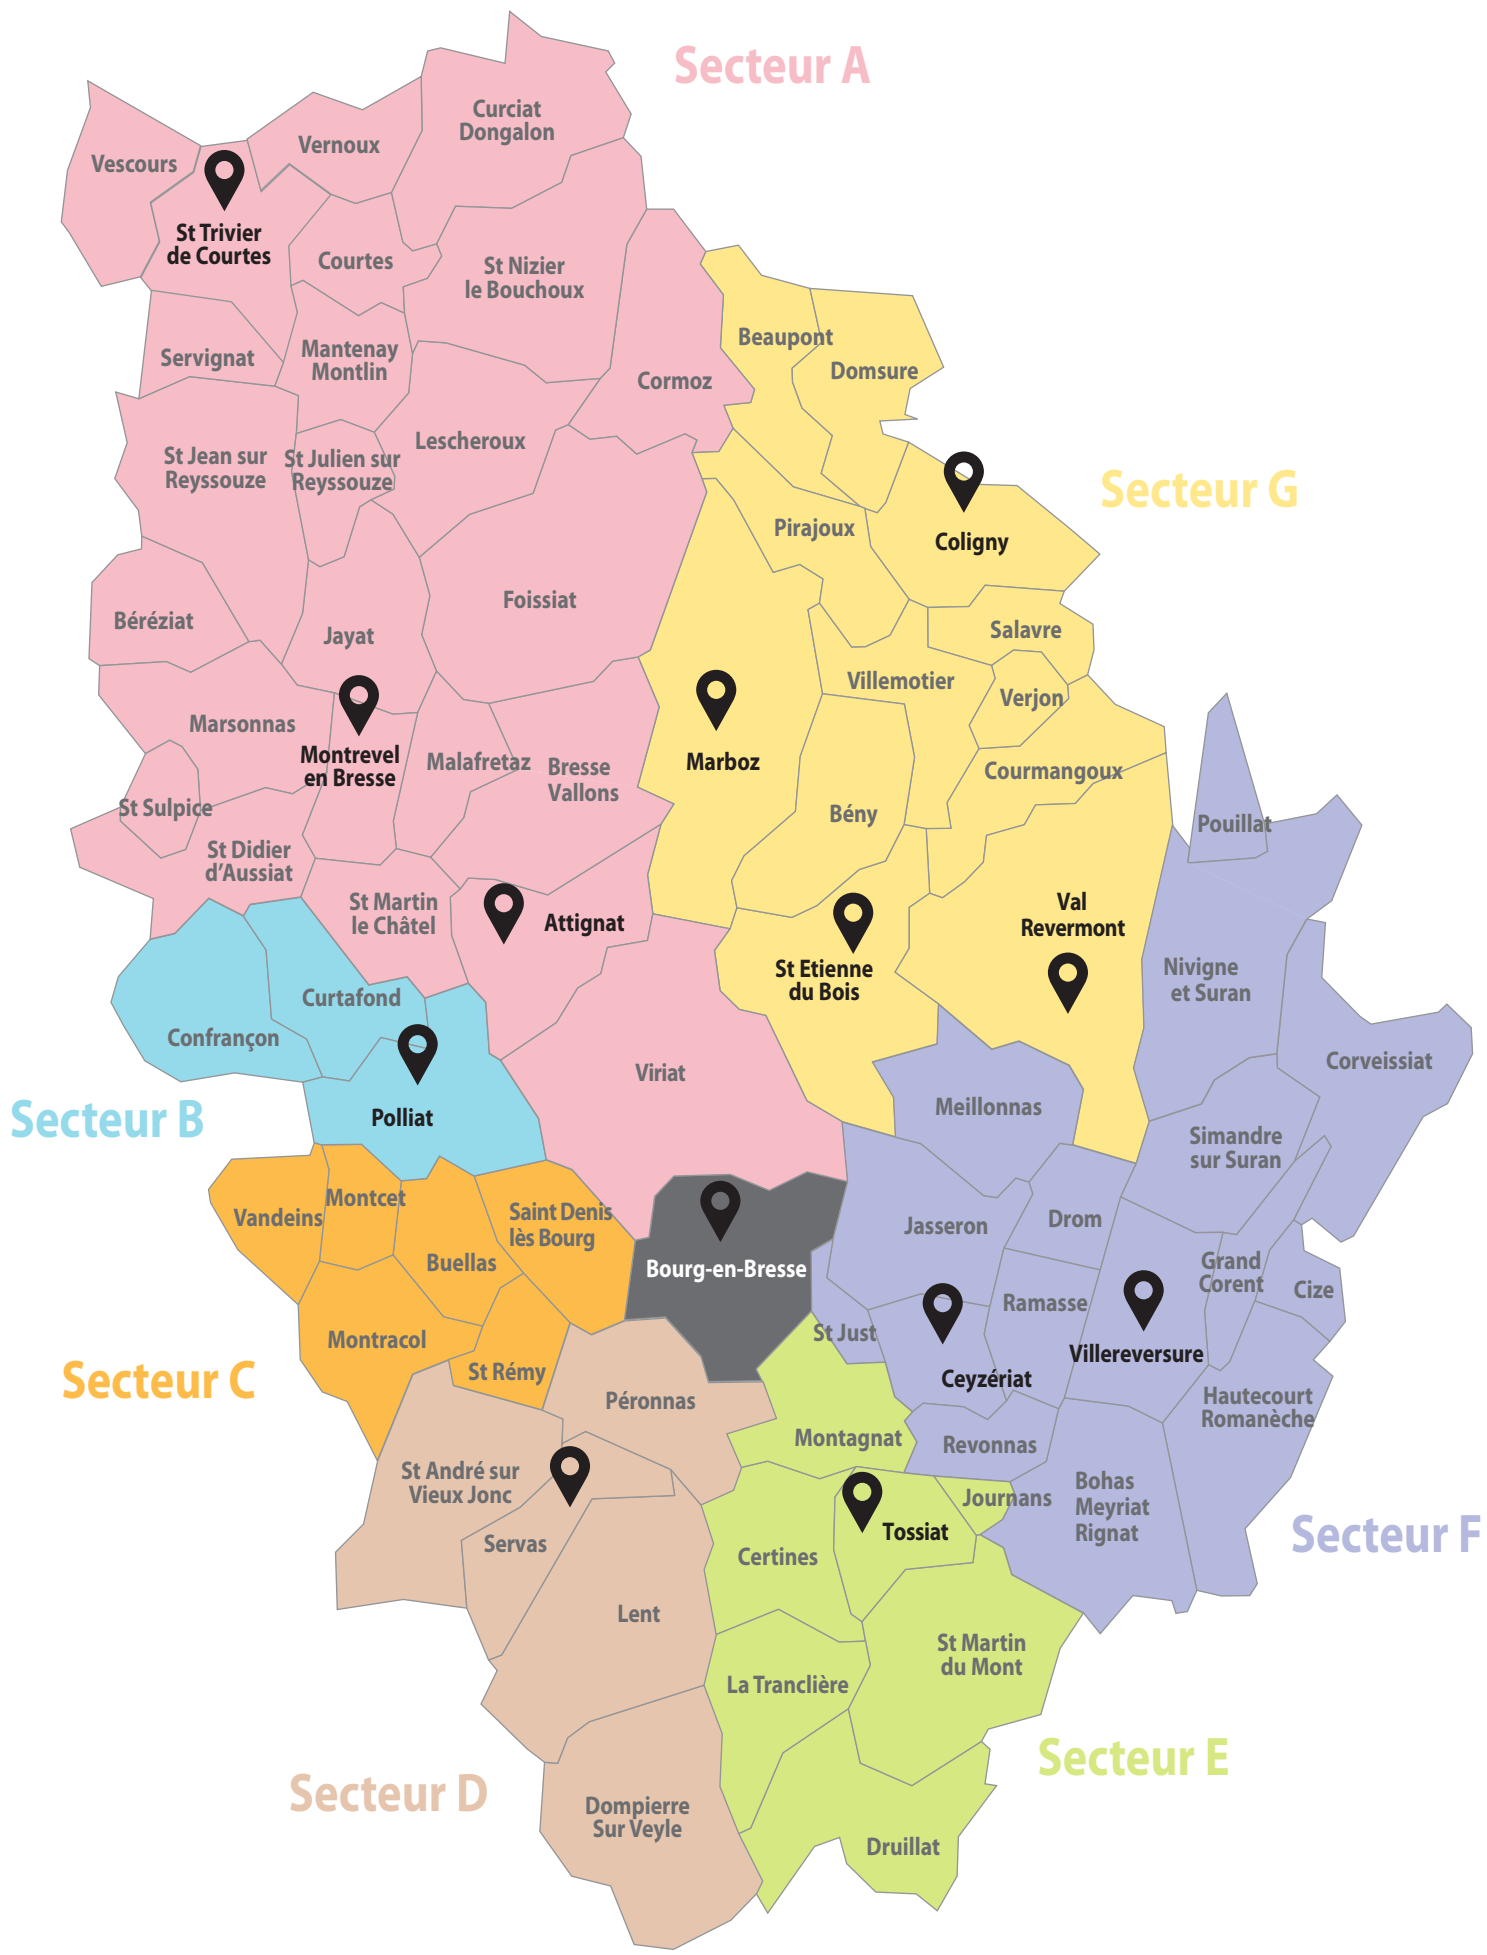 Secteur A
Curciat
Dongalon
Vernoux
Vescours
St Trivier
de Courtes
Courtes
St Nizier
le Bouchoux
Servignat
Mantenay
Montlin
Cormoz
Lescheroux
St Jean sur
Reyssouze
St Julien sur
Reyssouze
Foissiat
Béréziat
Jayat
Marsonnas
Montrevel
en Bresse
Malafretaz
Bresse
Vallons
St Sulpice
St Didier
d'Aussiat
St Martin
le Châtel
Attignat
Viriat
Beaupont
Domsure
Secteur G
Pirajoux
Coligny
Salavre
Villemotier
Verjon
Marboz
Courmangoux
Bény
Val
Revermont
St Etienne
du Bois
Curtafond
Confrançon
Secteur B
Polliat
Pouillat
Nivigne
et Suran
Corveissiat
Meillonnas
Simandre
sur Suran
Jasseron
Drom
Grand
Corent
Cize
Ramasse
St Just
Villereversure
Ceyzériat
Hautecourt
Romanèche
Revonnas
Bohas
Meyriat
Rignat
Secteur F
Montcet
Vandeins
Saint Denis
lès Bourg
Buellas
Montracol
St Rémy
Secteur C
Bourg-en-Bresse
Péronnas
St André sur
Vieux Jonc
Servas
Lent
Secteur D
Dompierre
Sur Veyle
Montagnat
Journans
Tossiat
Certines
St Martin
du Mont
La Tranclière
Secteur E
Druillat